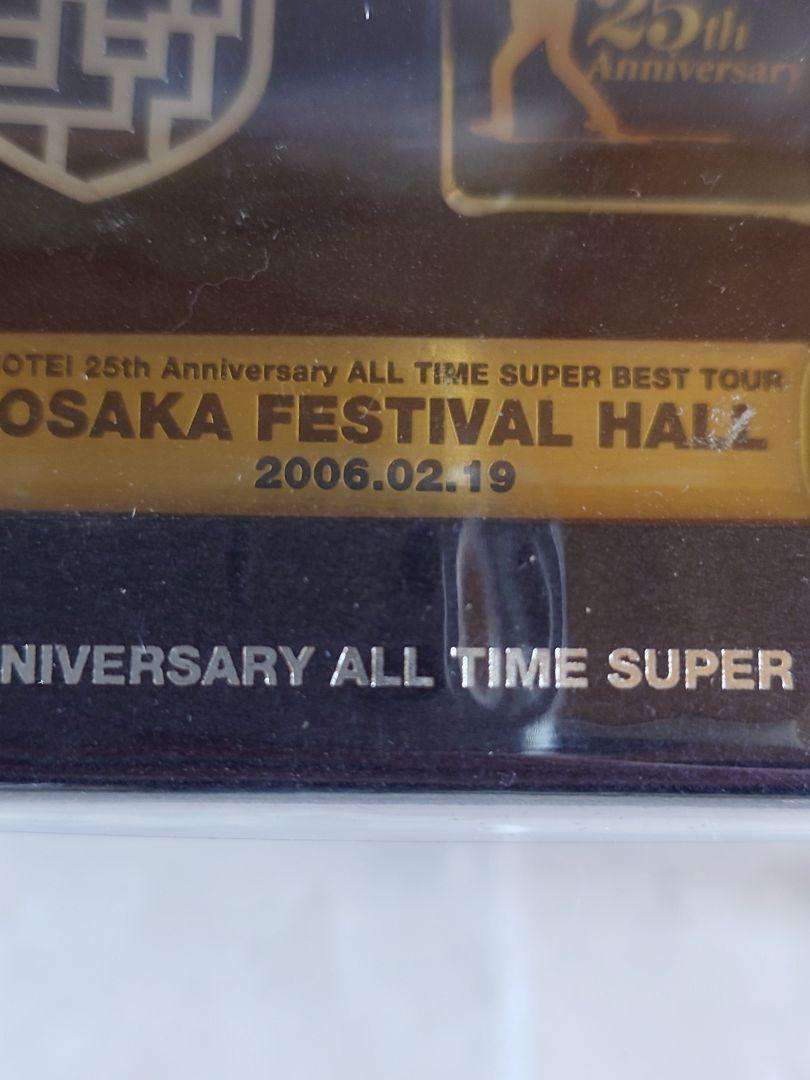 25th
Anniversary
OTEI 25th Anniversary ALL TIME SUPER BEST TOUR
OSAKA FESTIVAL HALL
2006.02.19
NIVERSARY ALL TIME SUPER